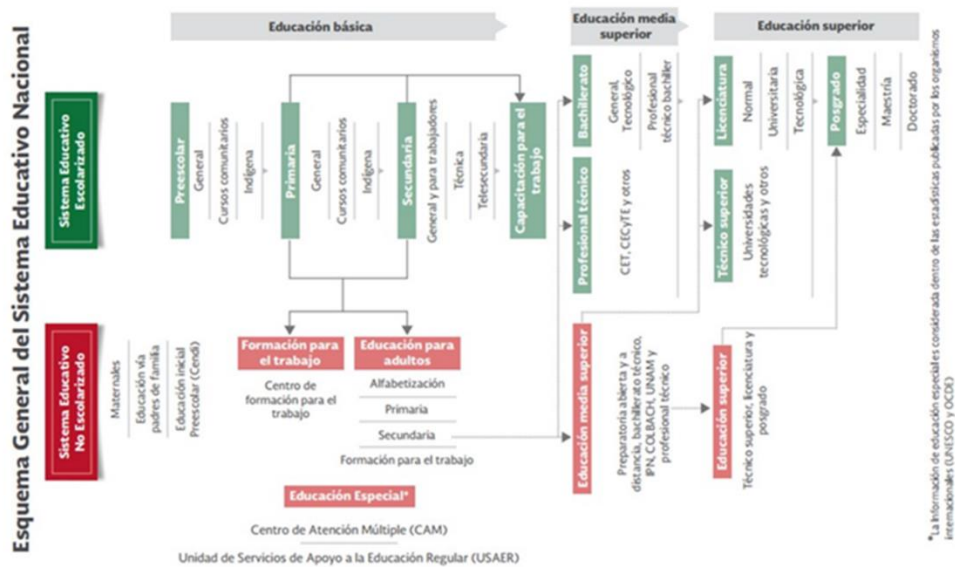 Esquema General del Sistema Educativo Nacional
Sistema Educativo
Escolarizado
Sistema Educativo
No Escolarizado
Educación básica
Educación media
superior
Educación superior
Preescolar
General
Cursos comunitarios
Indígena
Primaria
General
Cursos comunitarios
Indígena
Secundaria
General y para trabajadores
Técnica
Telesecundaria
Capacitación para el
trabajo
Bachillerato
General,
Tecnológico
Profesional
técnico bachiller
Profesional técnico
CET, CECyTE y otros
Licenciatura
Normal
Universitaria
Tecnológica
Técnico superior
Universidades
tecnológicas y otros
Posgrado
Especialidad
Maestría
Doctorado
Maternales
Educación vía
padres de familia
Educación inicial
Preescolar (Cendi)
Formación para
el trabajo
Centro de
formación para el
trabajo
Educación para
adultos
Alfabetización
Primaria
Secundaria
Formación para el trabajo
Educación media superior
Preparatoria abierta y a
distancia, bachillerato técnico,
IPN, COLBACH, UNAM y
profesional técnico
Educación superior
Técnico superior, licenciatura y
posgrado
Educación Especial*
Centro de Atención Múltiple (CAM)
Unidad de Servicios de Apoyo a la Educación Regular (USAER)
*La información de educación especial es considerada dentro de las estadísticas publicadas por los organismos
internacionales (UNESCO y OCDE)